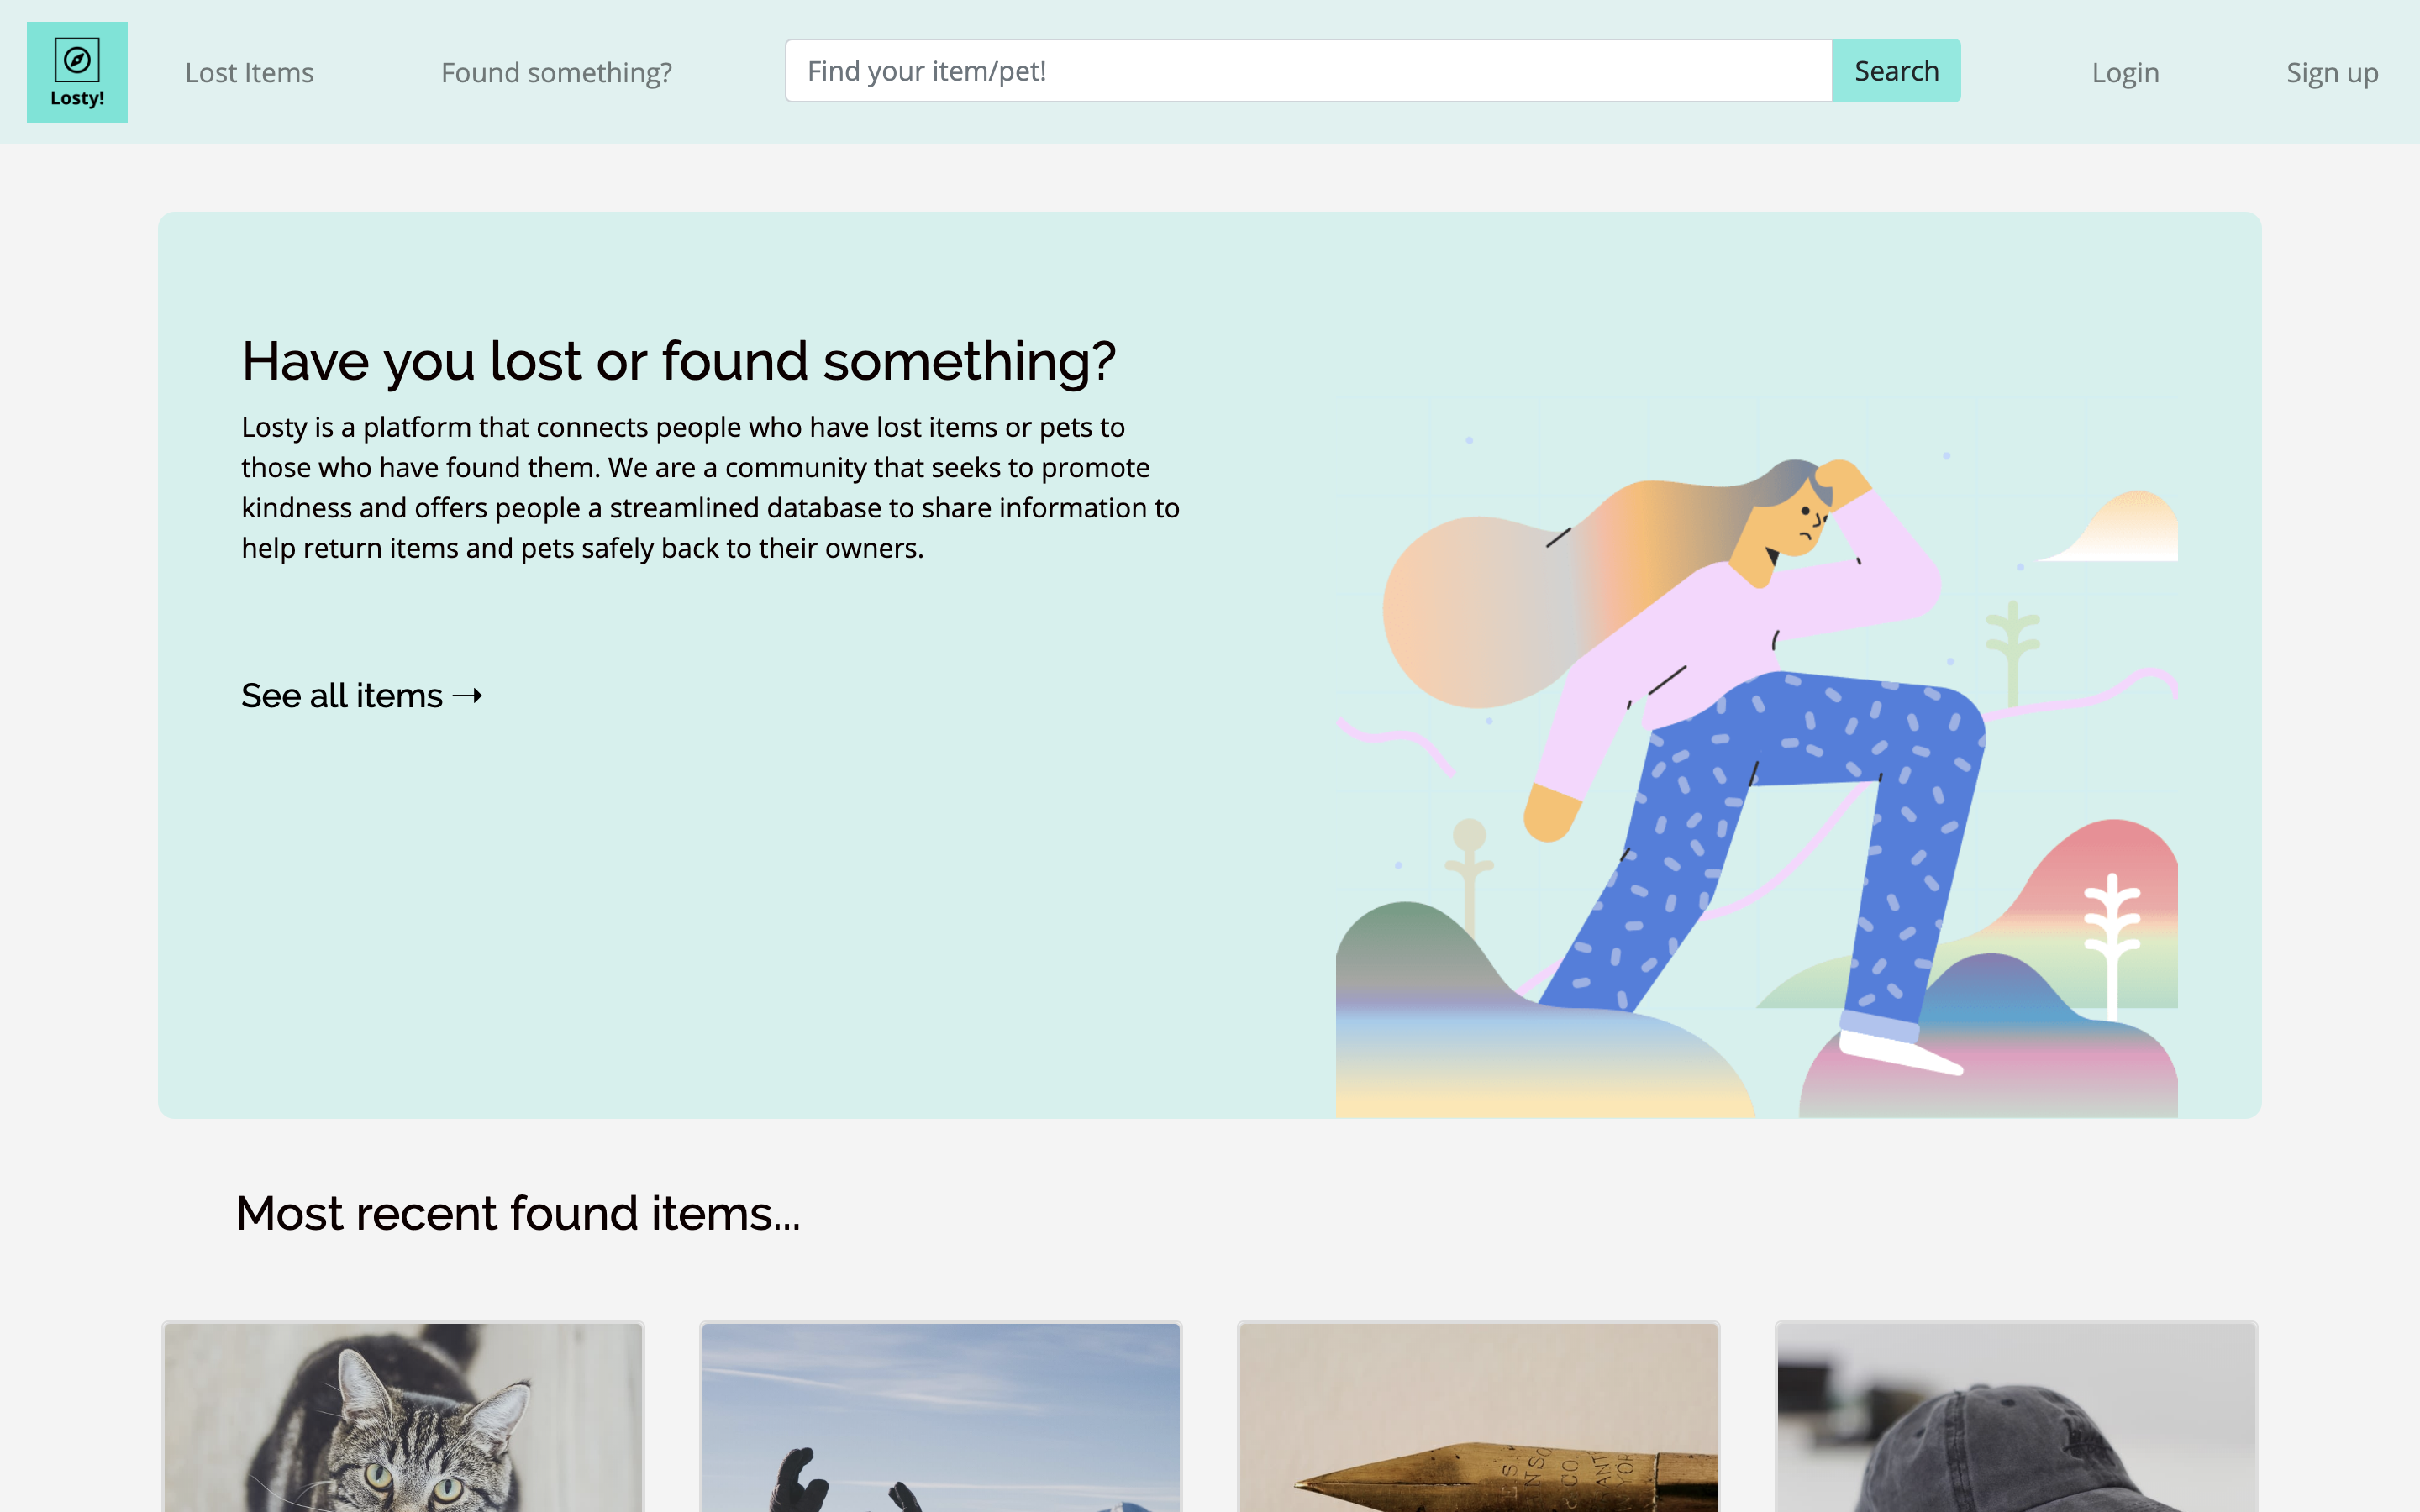 Losty!
Lost Items
Found something?
Find your item/pet!
Search
Login
Sign up
Have you lost or found something?
Losty is a platform that connects people who have lost items or pets to
those who have found them. We are a community that seeks to promote
kindness and offers people a streamlined database to share information to
help return items and pets safely back to their owners.
See all items →
Most recent found items...